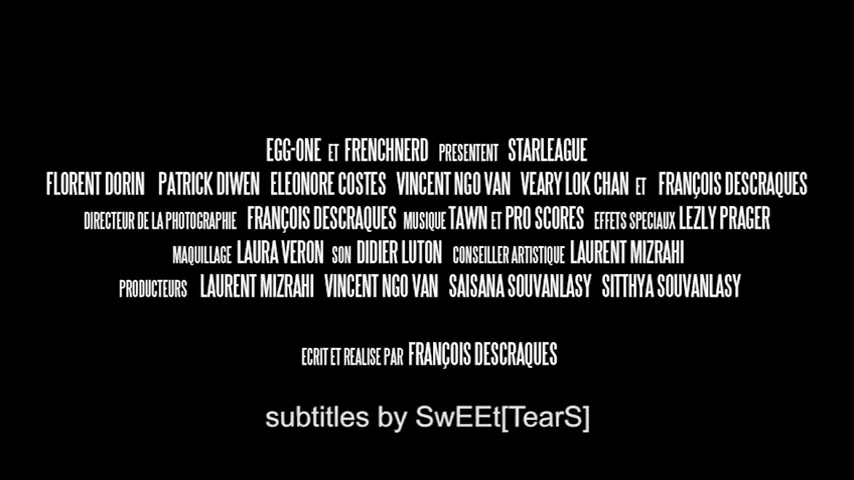 EGG-ONE ET FRENCHNERD PRESENTENT STARLEAGUE
FLORENT DORIN PATRICK DIWEN ELEONORE COSTES VINCENT NGO VAN VEARY LOK CHAN ET FRANÇOIS DESCRAQUES
DIRECTEUR DE LA PHOTOGRAPHIE FRANÇOIS DESCRAQUES MUSIQUE TAWN ET PRO SCORES EFFETS SPECIAUX LEZLY PRAGER
MAQUILLAGE LAURA VERON SON DIDIER LUTON CONSEILLER ARTISTIQUE LAURENT MIZRAHI
PRODUCTEURS LAURENT MIZRAHI VINCENT NGO VAN SAISANA SOUVANLASY SITTHYA SOUVANLASY
ECRIT ET REALISE PAR FRANÇOIS DESCRAQUES
subtitles by SwEEt[TearS]